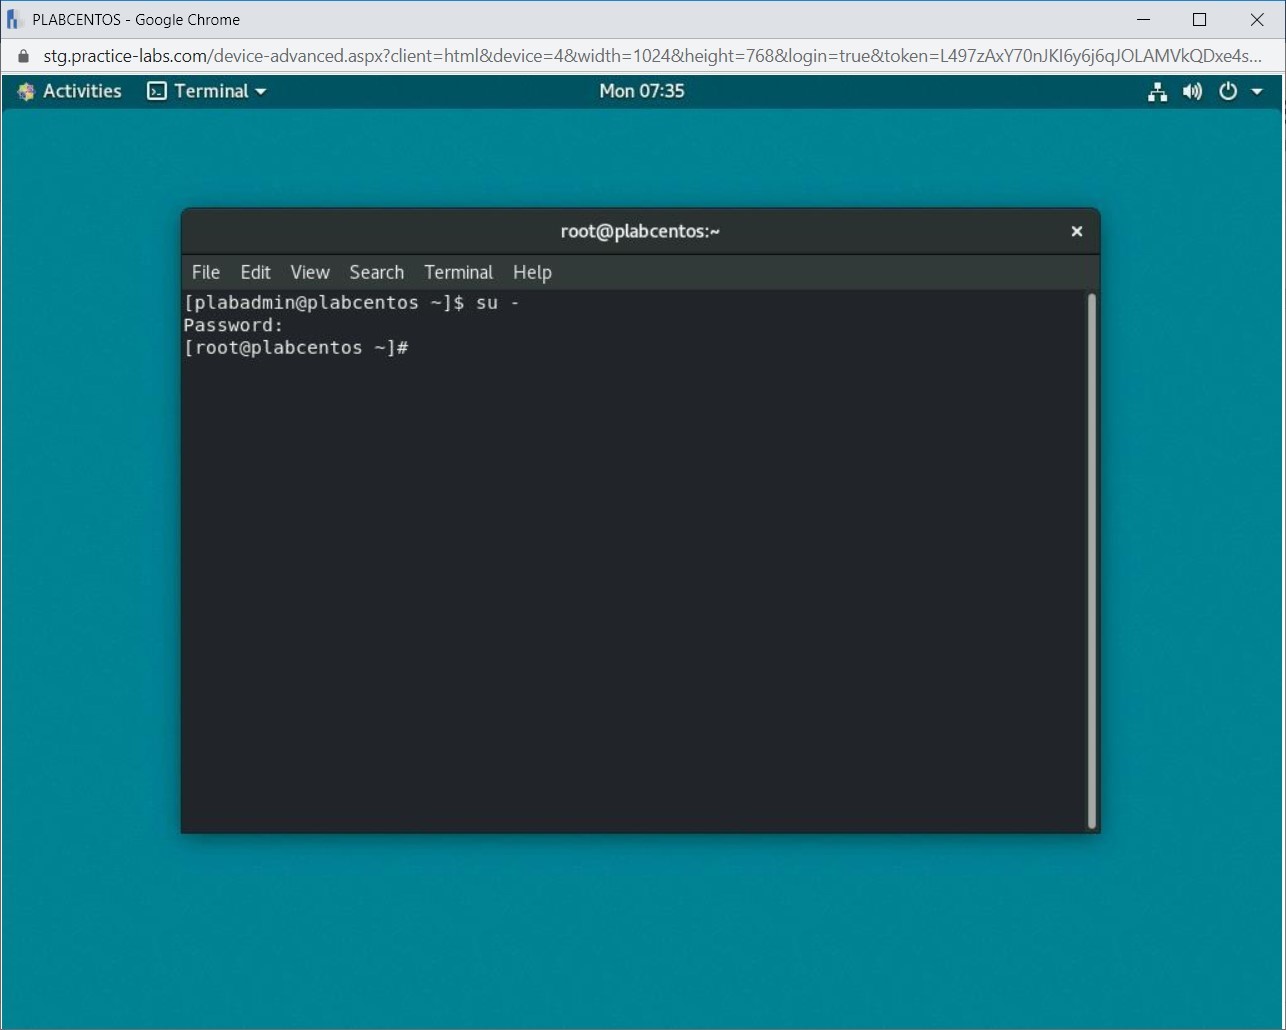 PLABCENTOS - Google Chrome
stg.practice-labs.com/device-advanced.aspx?client=html&device=4&width=1024&height=768&login=true&token=L497zAxY70nJKI6y6j6qJOLAMVkQDxe4s...
Activities Terminal Mon 07:35
root@plabcentos:~
File Edit View Search Terminal Help
[plabadmin@plabcentos ~]$ su -
Password:
[root@plabcentos ~]#